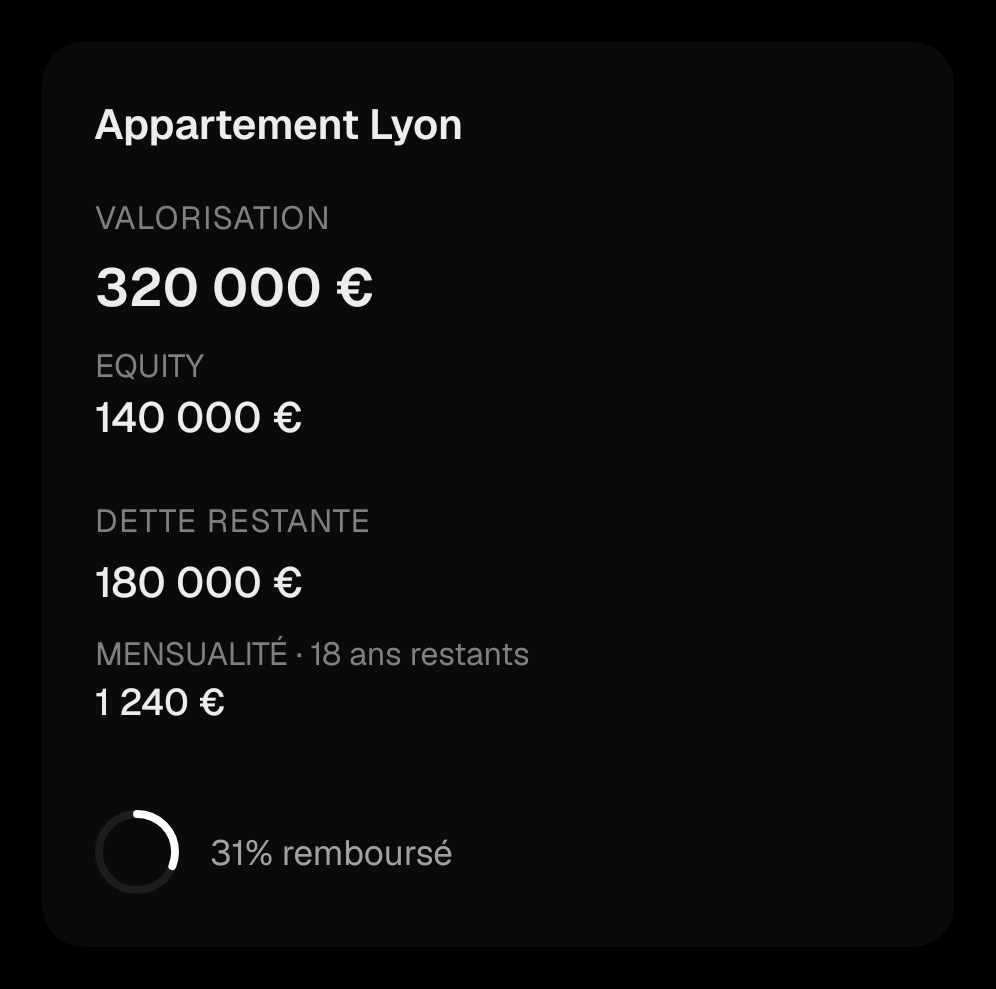 Appartement Lyon
VALORISATION
320 000 €
EQUITY
140 000 €
DETTE RESTANTE
180 000 €
MENSUALITÉ · 18 ans restants
1 240 €
31% remboursé